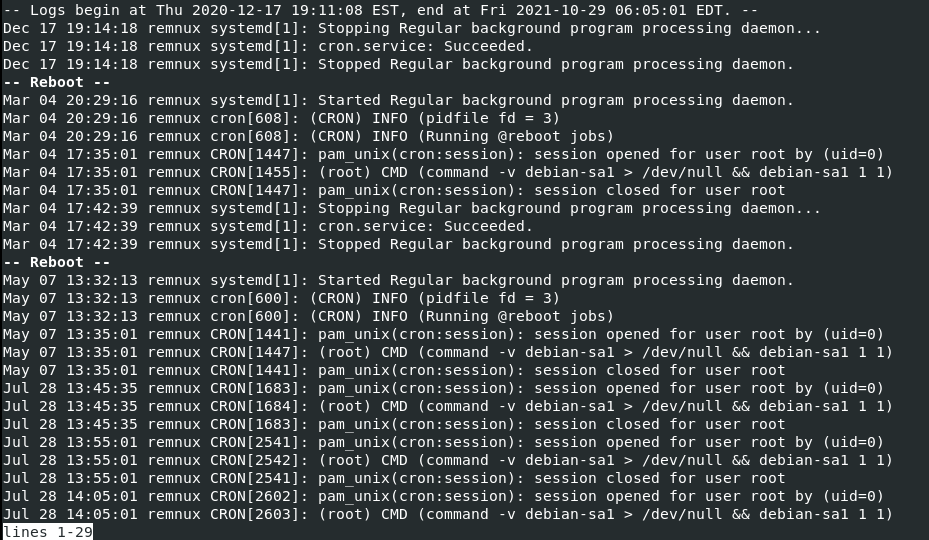 -- Logs begin at Thu 2020-12-17 19:11:08 EST, end at Fri 2021-10-29 06:05:01 EDT. --
Dec 17 19:14:18 remnux systemd[1]: Stopping Regular background program processing daemon...
Dec 17 19:14:18 remnux systemd[1]: cron.service: Succeeded.
Dec 17 19:14:18 remnux systemd[1]: Stopped Regular background program processing daemon.
-- Reboot --
Mar 04 20:29:16 remnux systemd[1]: Started Regular background program processing daemon.
Mar 04 20:29:16 remnux cron[608]: (CRON) INFO (pidfile fd = 3)
Mar 04 20:29:16 remnux cron[608]: (CRON) INFO (Running @reboot jobs)
Mar 04 17:35:01 remnux CRON[1447]: pam_unix(cron:session): session opened for user root by (uid=0)
Mar 04 17:35:01 remnux CRON[1455]: (root) CMD (command -v debian-sa1 > /dev/null && debian-sa1 1 1)
Mar 04 17:35:01 remnux CRON[1447]: pam_unix(cron:session): session closed for user root
Mar 04 17:42:39 remnux systemd[1]: Stopping Regular background program processing daemon...
Mar 04 17:42:39 remnux systemd[1]: cron.service: Succeeded.
Mar 04 17:42:39 remnux systemd[1]: Stopped Regular background program processing daemon.
-- Reboot --
May 07 13:32:13 remnux systemd[1]: Started Regular background program processing daemon.
May 07 13:32:13 remnux cron[600]: (CRON) INFO (pidfile fd = 3)
May 07 13:32:13 remnux cron[600]: (CRON) INFO (Running @reboot jobs)
May 07 13:35:01 remnux CRON[1441]: pam_unix(cron:session): session opened for user root by (uid=0)
May 07 13:35:01 remnux CRON[1447]: (root) CMD (command -v debian-sa1 > /dev/null && debian-sa1 1 1)
May 07 13:35:01 remnux CRON[1441]: pam_unix(cron:session): session closed for user root
Jul 28 13:45:35 remnux CRON[1683]: pam_unix(cron:session): session opened for user root by (uid=0)
Jul 28 13:45:35 remnux CRON[1684]: (root) CMD (command -v debian-sa1 > /dev/null && debian-sa1 1 1)
Jul 28 13:45:35 remnux CRON[1683]: pam_unix(cron:session): session closed for user root
Jul 28 13:55:01 remnux CRON[2541]: pam_unix(cron:session): session opened for user root by (uid=0)
Jul 28 13:55:01 remnux CRON[2542]: (root) CMD (command -v debian-sa1 > /dev/null && debian-sa1 1 1)
Jul 28 13:55:01 remnux CRON[2541]: pam_unix(cron:session): session closed for user root
Jul 28 14:05:01 remnux CRON[2602]: pam_unix(cron:session): session opened for user root by (uid=0)
Jul 28 14:05:01 remnux CRON[2603]: (root) CMD (command -v debian-sa1 > /dev/null && debian-sa1 1 1)
lines 1-29